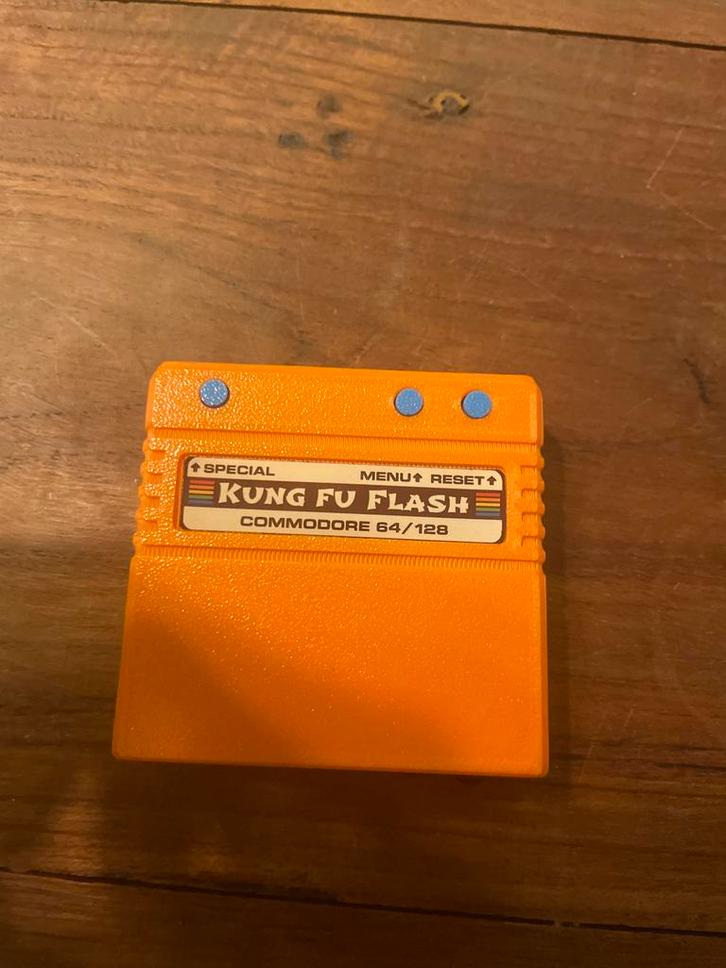 ↑ SPECIAL MENU↑ RESET↑
KUNG FU FLASH
COMMODORE 64/128